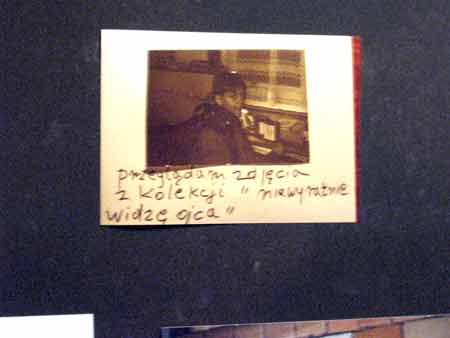 przeglądam zdjęcia
z kolekcji "niewyraźnie
widzę ojca"